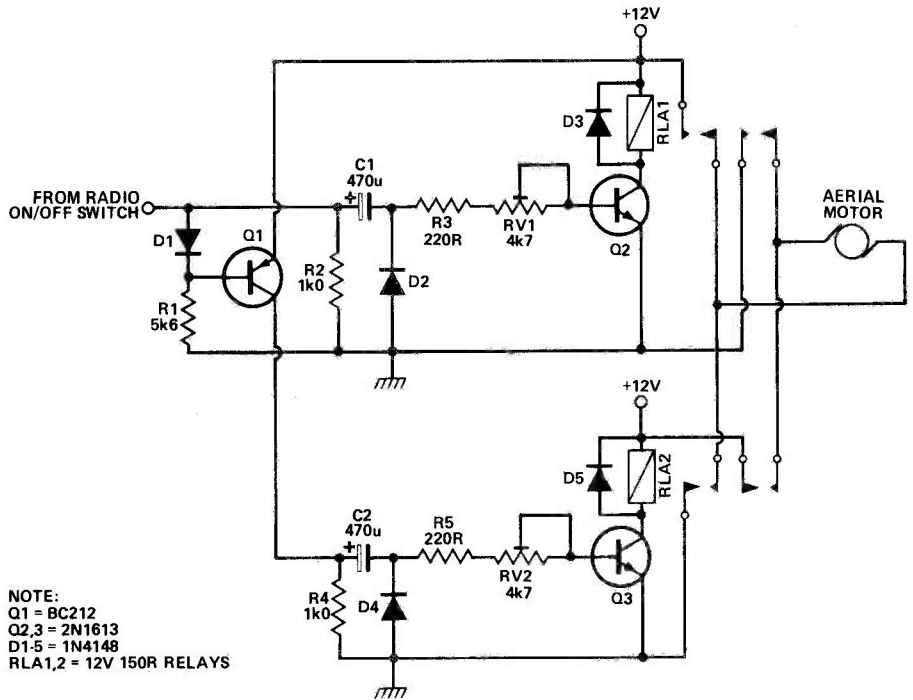 +12V
D3
RLA1
C1
+ 470u
FROM RADIO
ON/OFF SWITCH
AERIAL
MOTOR
D1
Q1
R3
220R
RV1
4k7
Q2
R2
1k0
D2
R1
5k6
+12V
D5
RLA2
C2
+ 470u
R5
220R
RV2
4k7
Q3
R4
1k0
D4
NOTE:
Q1 = BC212
Q2,3 = 2N1613
D1-5 = 1N4148
RLA1,2 = 12V 150R RELAYS